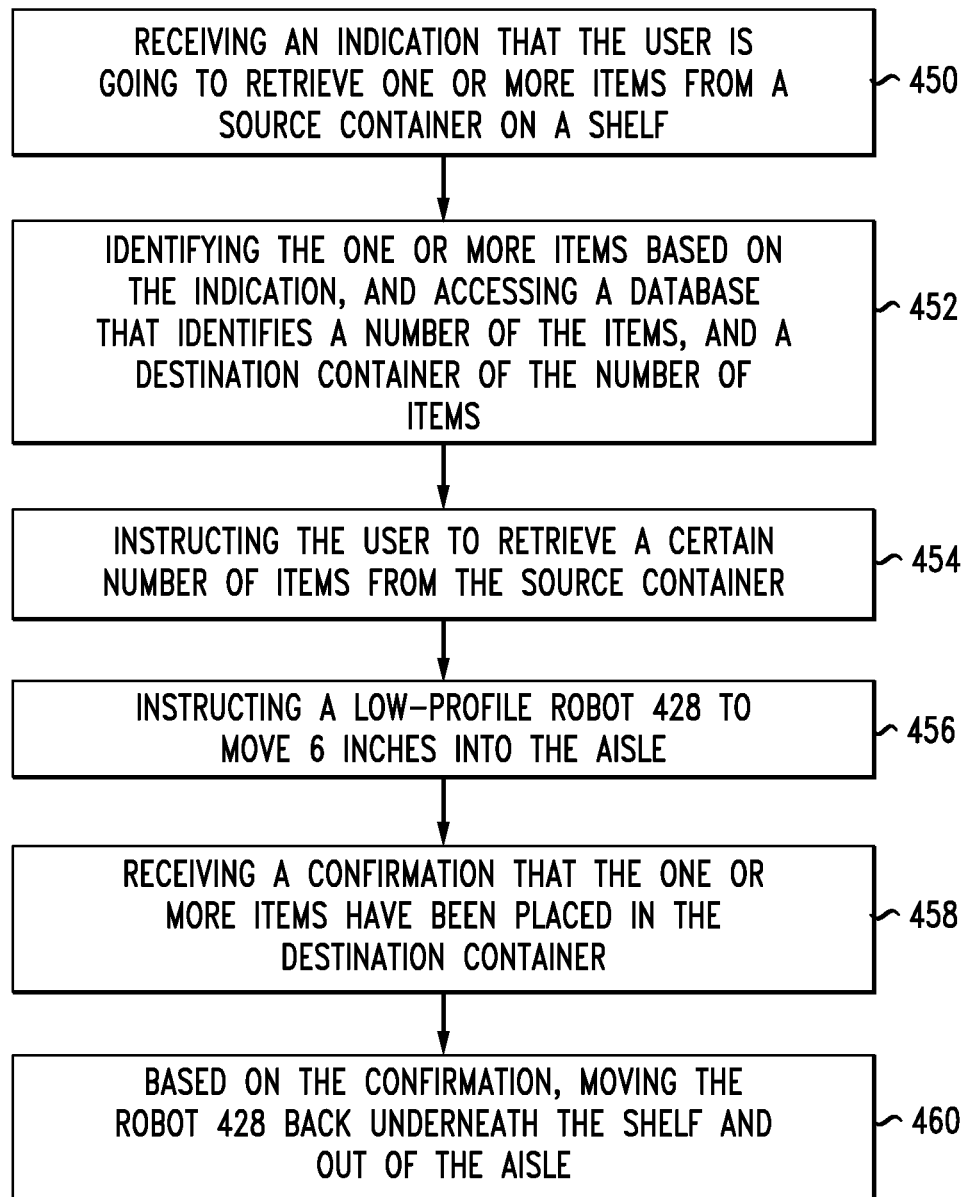 RECEIVING AN INDICATION THAT THE USER IS
GOING TO RETRIEVE ONE OR MORE ITEMS FROM A
SOURCE CONTAINER ON A SHELF
450
IDENTIFYING THE ONE OR MORE ITEMS BASED ON
THE INDICATION, AND ACCESSING A DATABASE
THAT IDENTIFIES A NUMBER OF THE ITEMS, AND A
DESTINATION CONTAINER OF THE NUMBER OF
ITEMS
452
INSTRUCTING THE USER TO RETRIEVE A CERTAIN
NUMBER OF ITEMS FROM THE SOURCE CONTAINER
454
INSTRUCTING A LOW-PROFILE ROBOT 428 TO
MOVE 6 INCHES INTO THE AISLE
456
RECEIVING A CONFIRMATION THAT THE ONE OR
MORE ITEMS HAVE BEEN PLACED IN THE
DESTINATION CONTAINER
458
BASED ON THE CONFIRMATION, MOVING THE
ROBOT 428 BACK UNDERNEATH THE SHELF AND
OUT OF THE AISLE
460